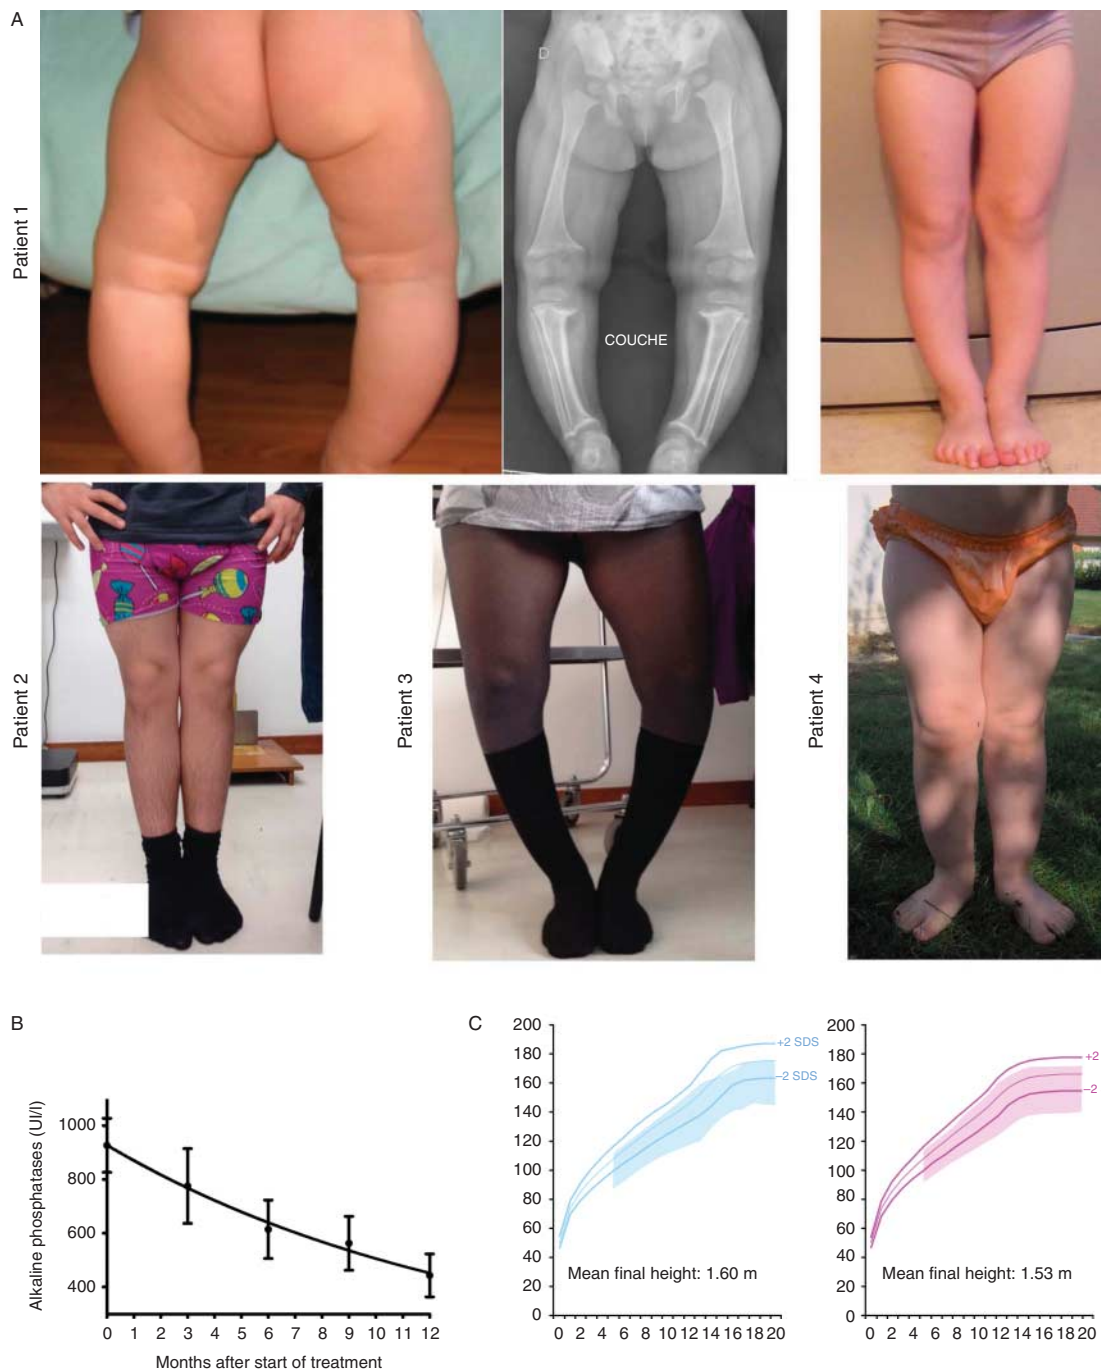 A
Patient 1
D
COUCHE
Patient 2
Patient 3
Patient 4
B
Alkaline phosphatases (UI/l)
1000
800
600
400
0 1 2 3 4 5 6 7 8 9 10 11 12
Months after start of treatment
C
200
180
160
140
120
100
80
60
40
20
0
+2 SDS
–2 SDS
Mean final height: 1.60 m
0 2 4 6 8 10 12 14 16 18 20
200
180
160
140
120
100
80
60
40
20
0
+2
–2
Mean final height: 1.53 m
0 2 4 6 8 10 12 14 16 18 20